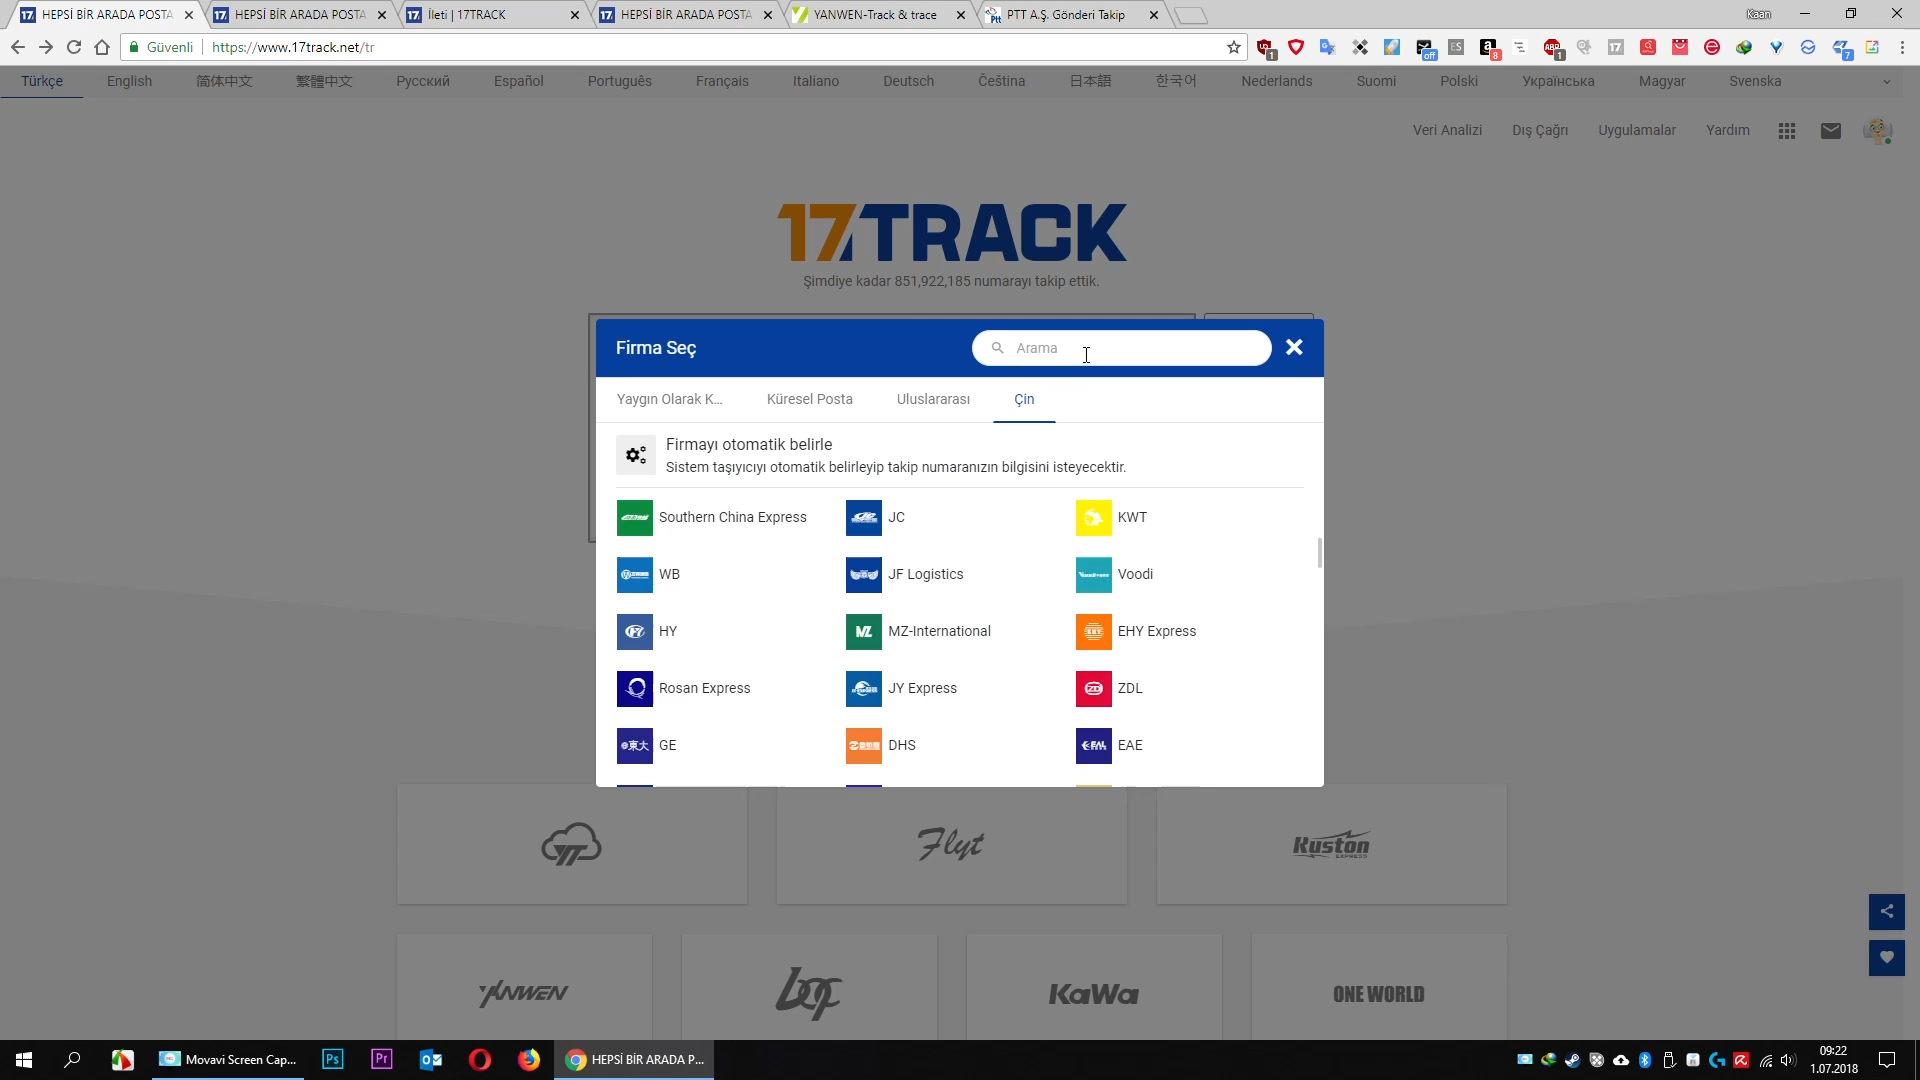 HEPSİ BİR ARADA POSTA
HEPSİ BİR ARADA POSTA
İleti | 17TRACK
HEPSİ BİR ARADA POSTA
YANWEN-Track & trace
PTT A.Ş. Gönderi Takip
Kaan
Güvenli
https://www.17track.net/tr
Türkçe
English
简体中文
繁體中文
Русский
Español
Português
Français
Italiano
Deutsch
Čeština
日本語
한국어
Nederlands
Suomi
Polski
Українська
Magyar
Svenska
Veri Analizi
Dış Çağrı
Uygulamalar
Yardım
17TRACK
Şimdiye kadar 851,922,185 numarayı takip ettik.
Firma Seç
Arama
Yaygın Olarak K...
Küresel Posta
Uluslararası
Çin
Firmayı otomatik belirle
Sistem taşıyıcıyı otomatik belirleyip takip numaranızın bilgisini isteyecektir.
Southern China Express
JC
KWT
WB
JF Logistics
Voodi
HY
MZ-International
EHY Express
Rosan Express
JY Express
ZDL
GE
DHS
EAE
Flyt
Ruston
EXPRESS
YANWEN
KaWa
ONE WORLD
Movavi Screen Cap...
HEPSİ BİR ARADA P...
09:22
1.07.2018